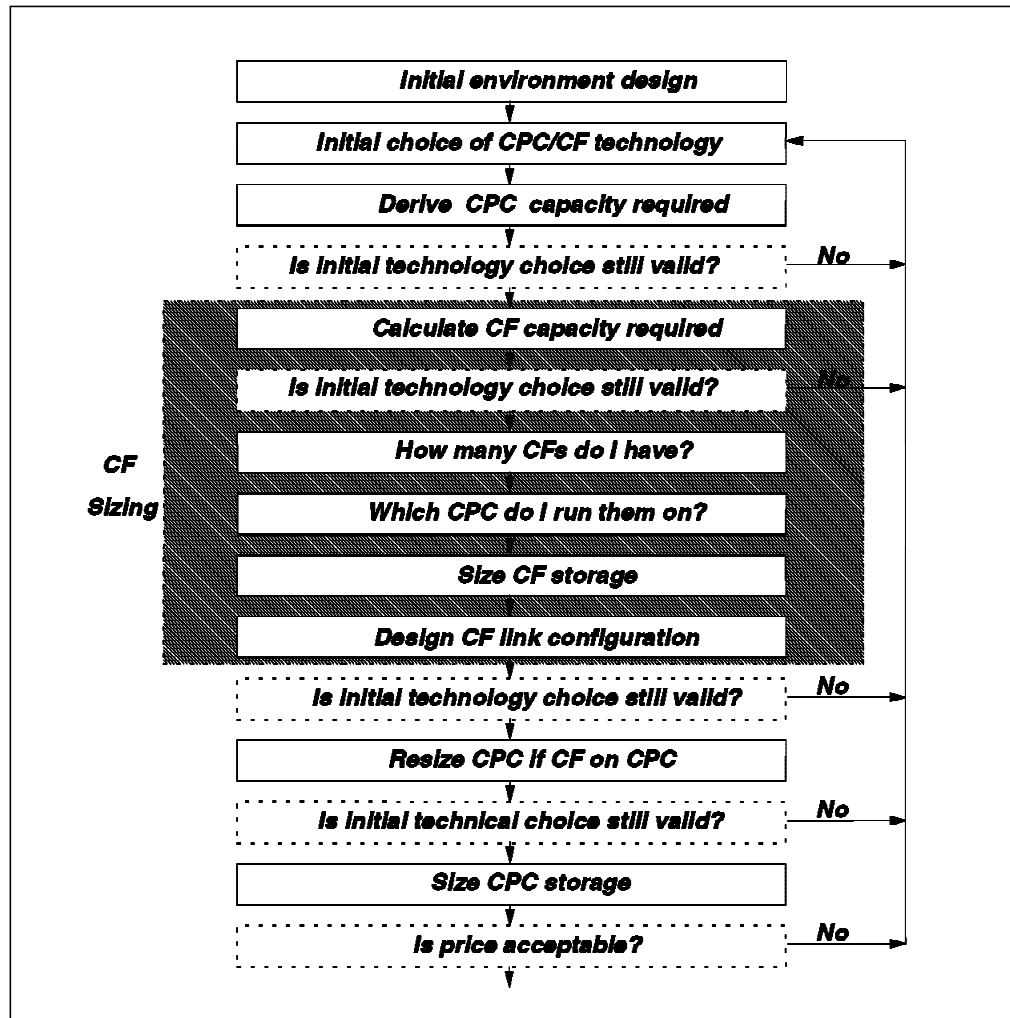 Initial environment design
Initial choice of CPC/CF technology
Derive CPC capacity required
Is initial technology choice still valid?
No
Calculate CF capacity required
Is initial technology choice still valid?
No
How many CFs do I have?
CF
Sizing
Which CPC do I run them on?
Size CF storage
Design CF link configuration
Is initial technology choice still valid?
No
Resize CPC if CF on CPC
Is initial technical choice still valid?
No
Size CPC storage
Is price acceptable?
No